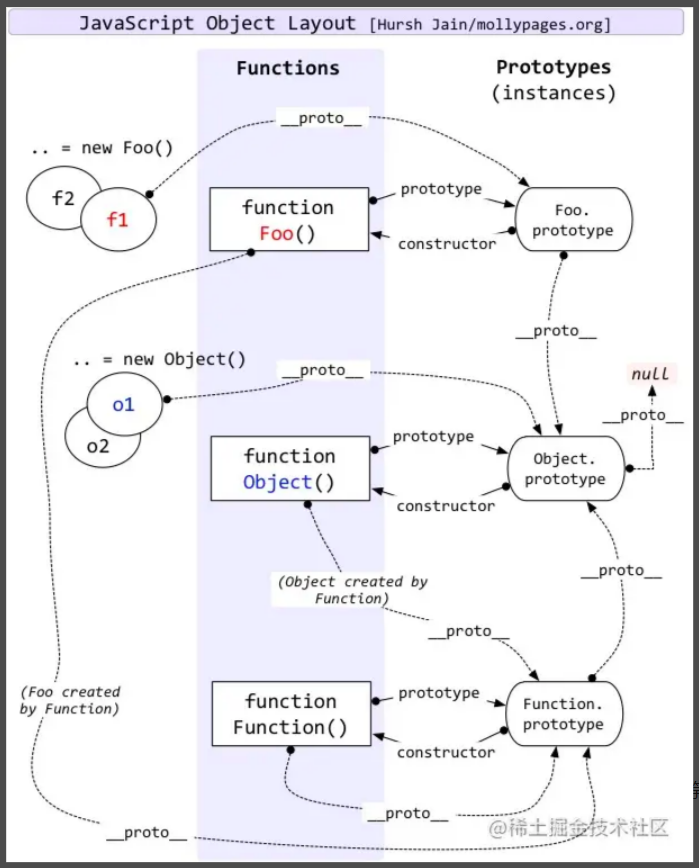 JavaScript Object Layout [Hursh Jain/mollypages.org]
Functions
Prototypes
(instances)
__proto__
.. = new Foo()
f2
f1
function
Foo()
prototype
constructor
Foo.
prototype
__proto__
.. = new Object()
__proto__
null
__proto__
o1
o2
function
Object()
prototype
constructor
Object.
prototype
(Object created by
Function)
__proto__
__proto__
(Foo created
by Function)
function
Function()
prototype
constructor
Function.
prototype
__proto__
__proto__
@稀土掘金技术社区